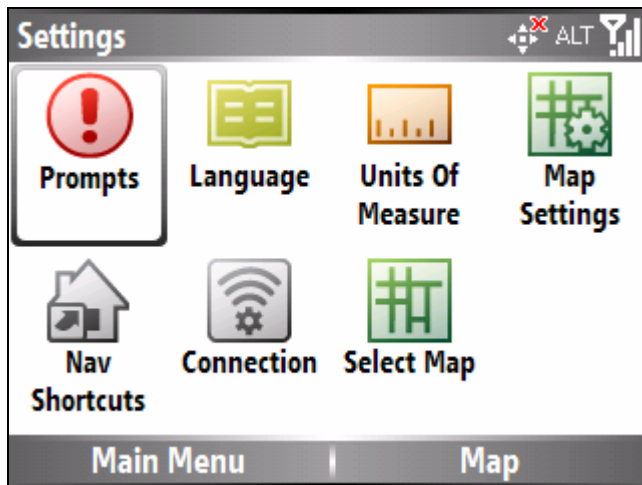 Settings ALT
Prompts Language Units Of Map
Measure Settings
Nav Connection Select Map
Shortcuts
Main Menu Map